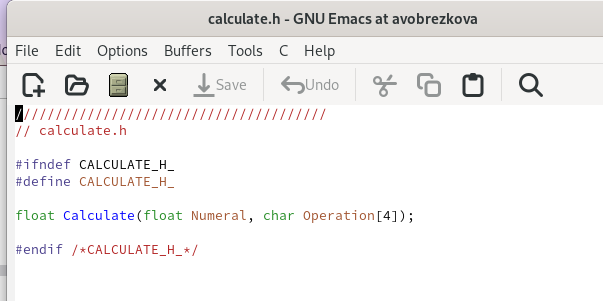 calculate.h - GNU Emacs at avobrezkova
File Edit Options Buffers Tools C Help
Save Undo
///////////////////////////////////////
// calculate.h
#ifndef CALCULATE_H_
#define CALCULATE_H_
float Calculate(float Numeral, char Operation[4]);
#endif /*CALCULATE_H_*/